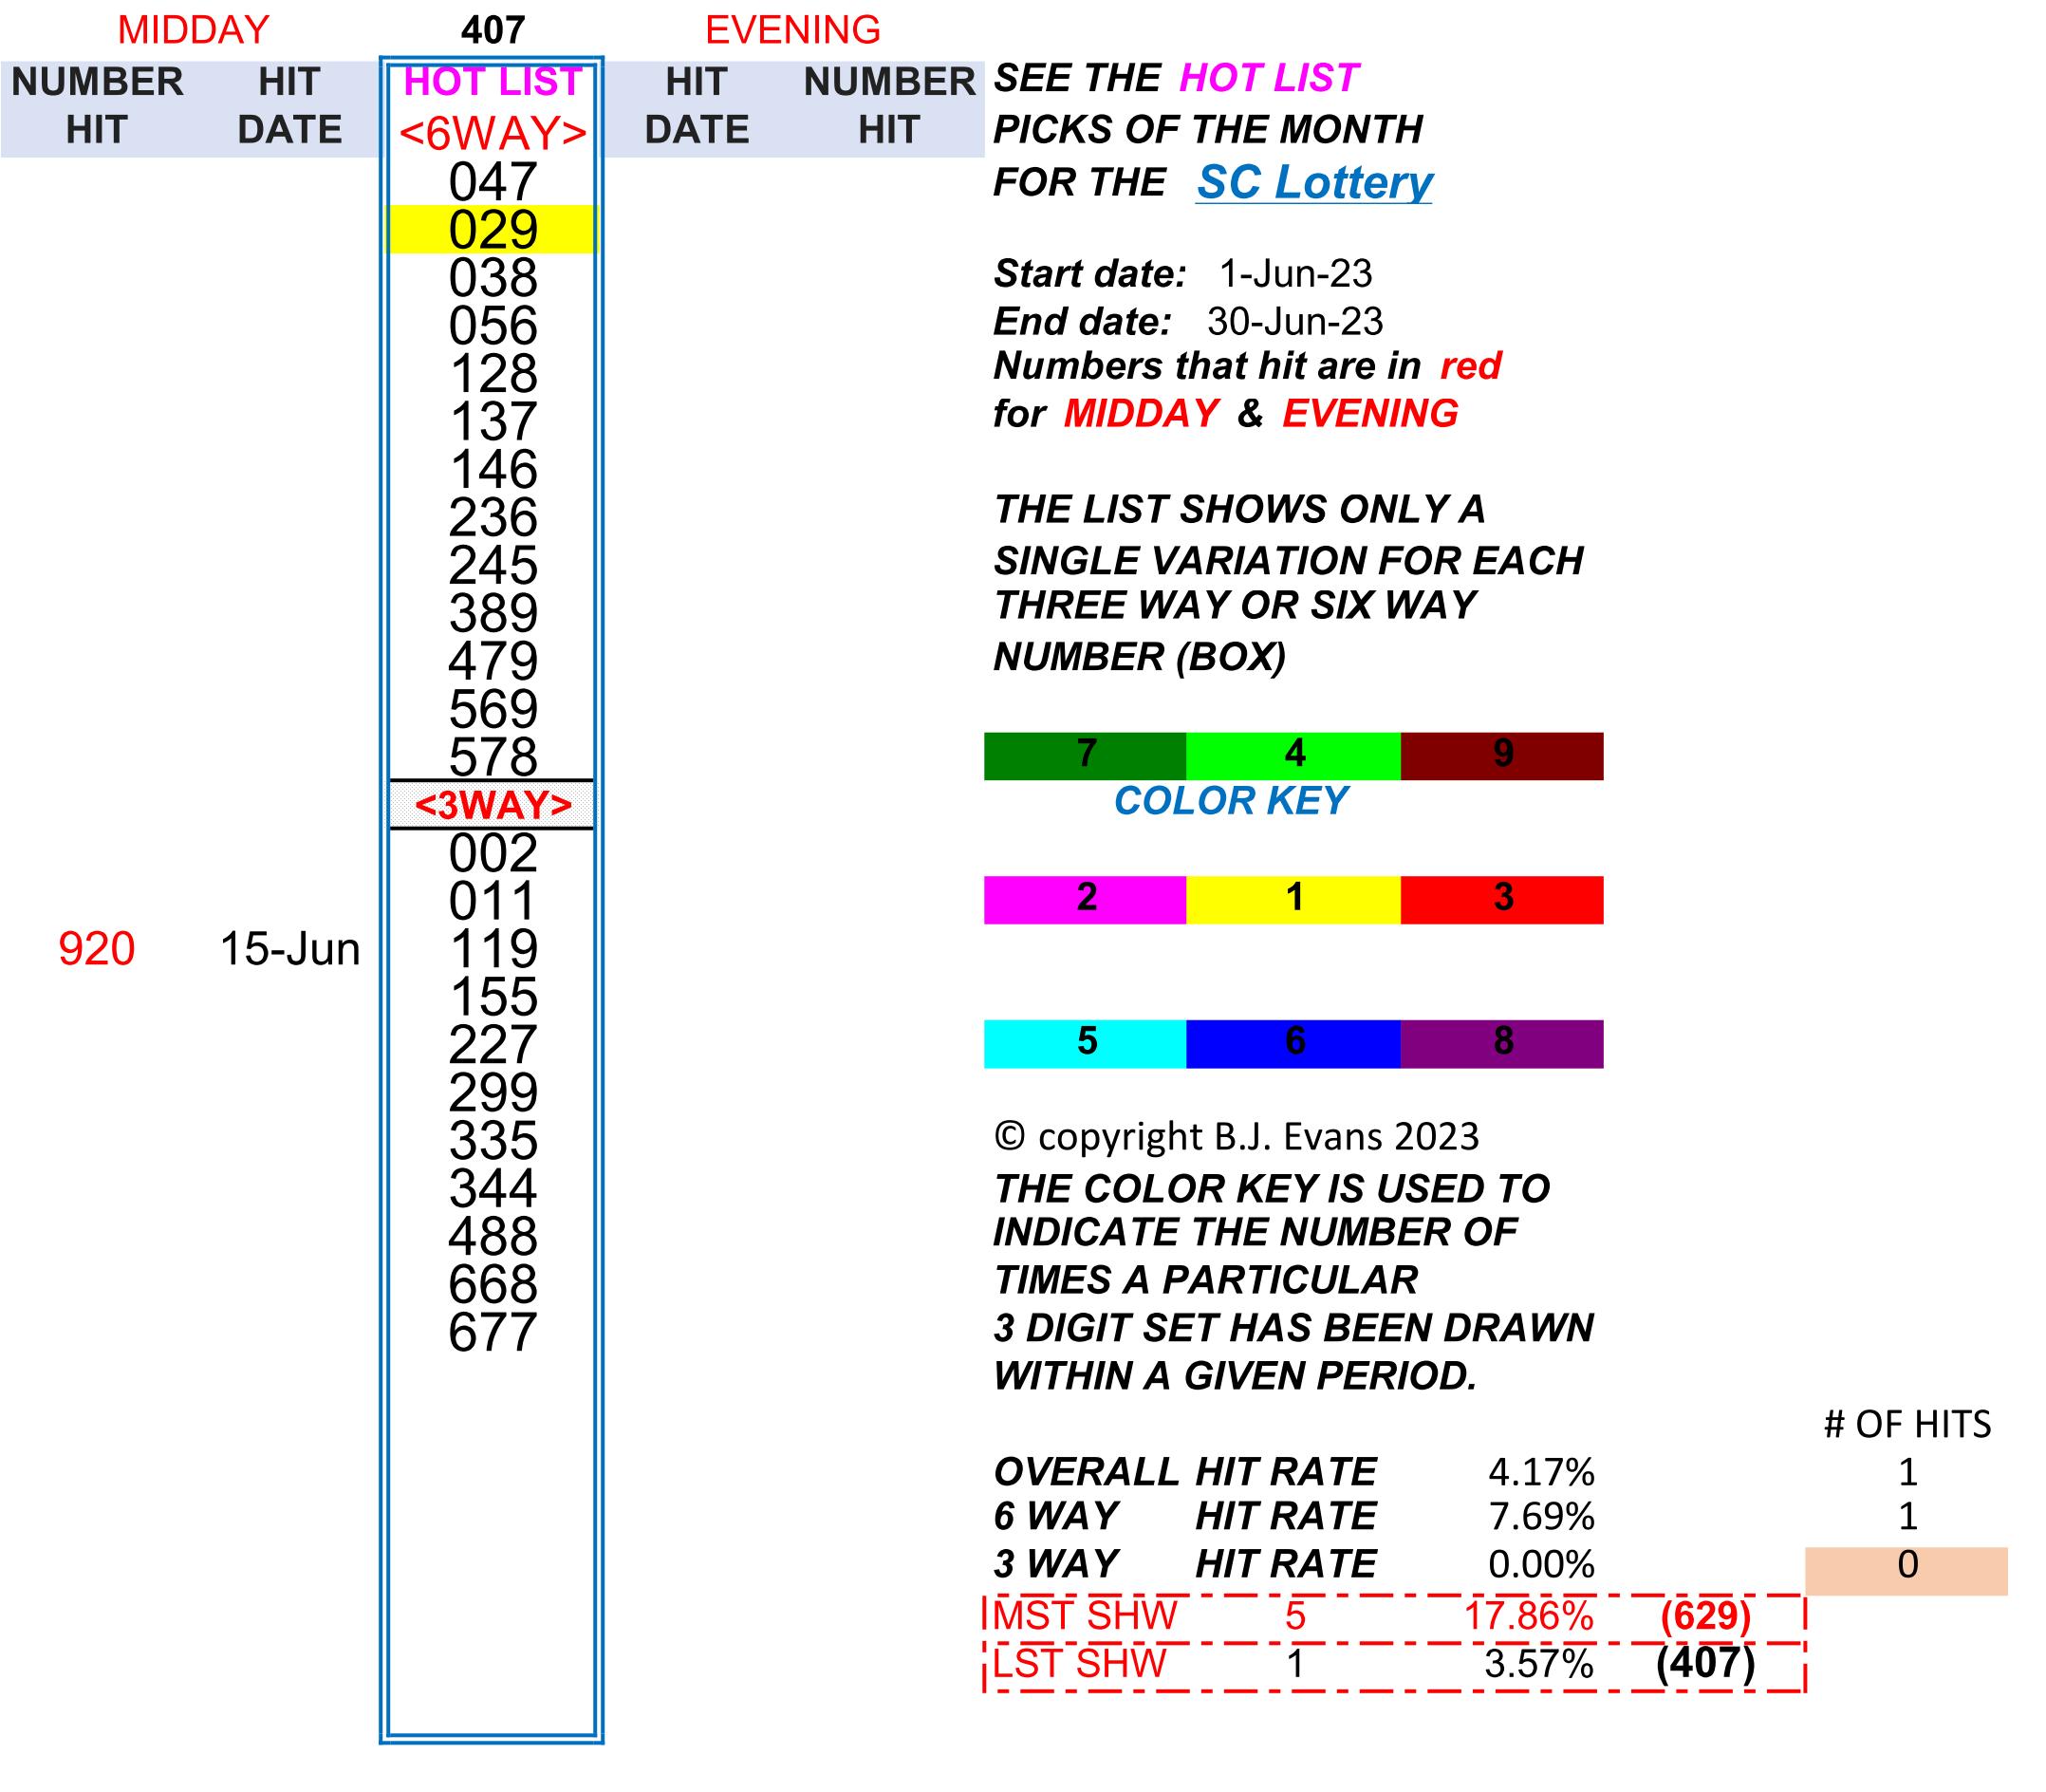 MIDDAY 407 EVENING
NUMBER HIT HOT LIST HIT NUMBER
HIT DATE <6WAY> DATE HIT
047
029
038
056
128
137
146
236
245
389
479
569
578
<3WAY>
002
011
920 15-Jun 119
155
227
299
335
344
488
668
677
SEE THE HOT LIST
PICKS OF THE MONTH
FOR THE SC Lottery
Start date: 1-Jun-23
End date: 30-Jun-23
Numbers that hit are in red
for MIDDAY & EVENING
THE LIST SHOWS ONLY A
SINGLE VARIATION FOR EACH
THREE WAY OR SIX WAY
NUMBER (BOX)
7 4 9
COLOR KEY
2 1 3
5 6 8
© copyright B.J. Evans 2023
THE COLOR KEY IS USED TO
INDICATE THE NUMBER OF
TIMES A PARTICULAR
3 DIGIT SET HAS BEEN DRAWN
WITHIN A GIVEN PERIOD.
# OF HITS
OVERALL HIT RATE 4.17% 1
6 WAY HIT RATE 7.69% 1
3 WAY HIT RATE 0.00% 0
MST SHW 5 17.86% (629)
LST SHW 1 3.57% (407)